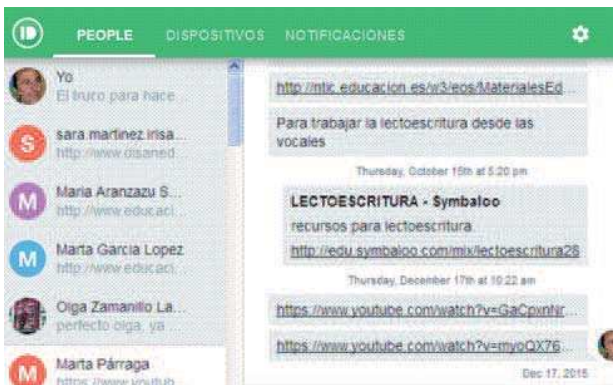 PEOPLE DISPOSITIVOS NOTIFICACIONES
Yo
El truco para hace...
S
sara martinez irisa...
http://www.disaned...
M
Maria Aranzazu S...
http://www.educaci...
M
Marta Garcia Lopez
http://www.educaci...
Olga Zamanillo La...
perfecto olga, ya ...
M
Marta Párraga
https://www.youtub...
http://ntic.educacion.es/w3/eos/MaterialesEd...
Para trabajar la lectoescritura desde las
vocales
Thursday, October 15th at 5:20 pm
LECTOESCRITURA - Symbaloo
recursos para lectoescritura
http://edu.symbaloo.com/mix/lectoescritura28
Thursday, December 17th at 10:22 am
https://www.youtube.com/watch?v=GaCpxnNr...
https://www.youtube.com/watch?v=myoQX76...
Dec 17, 2015